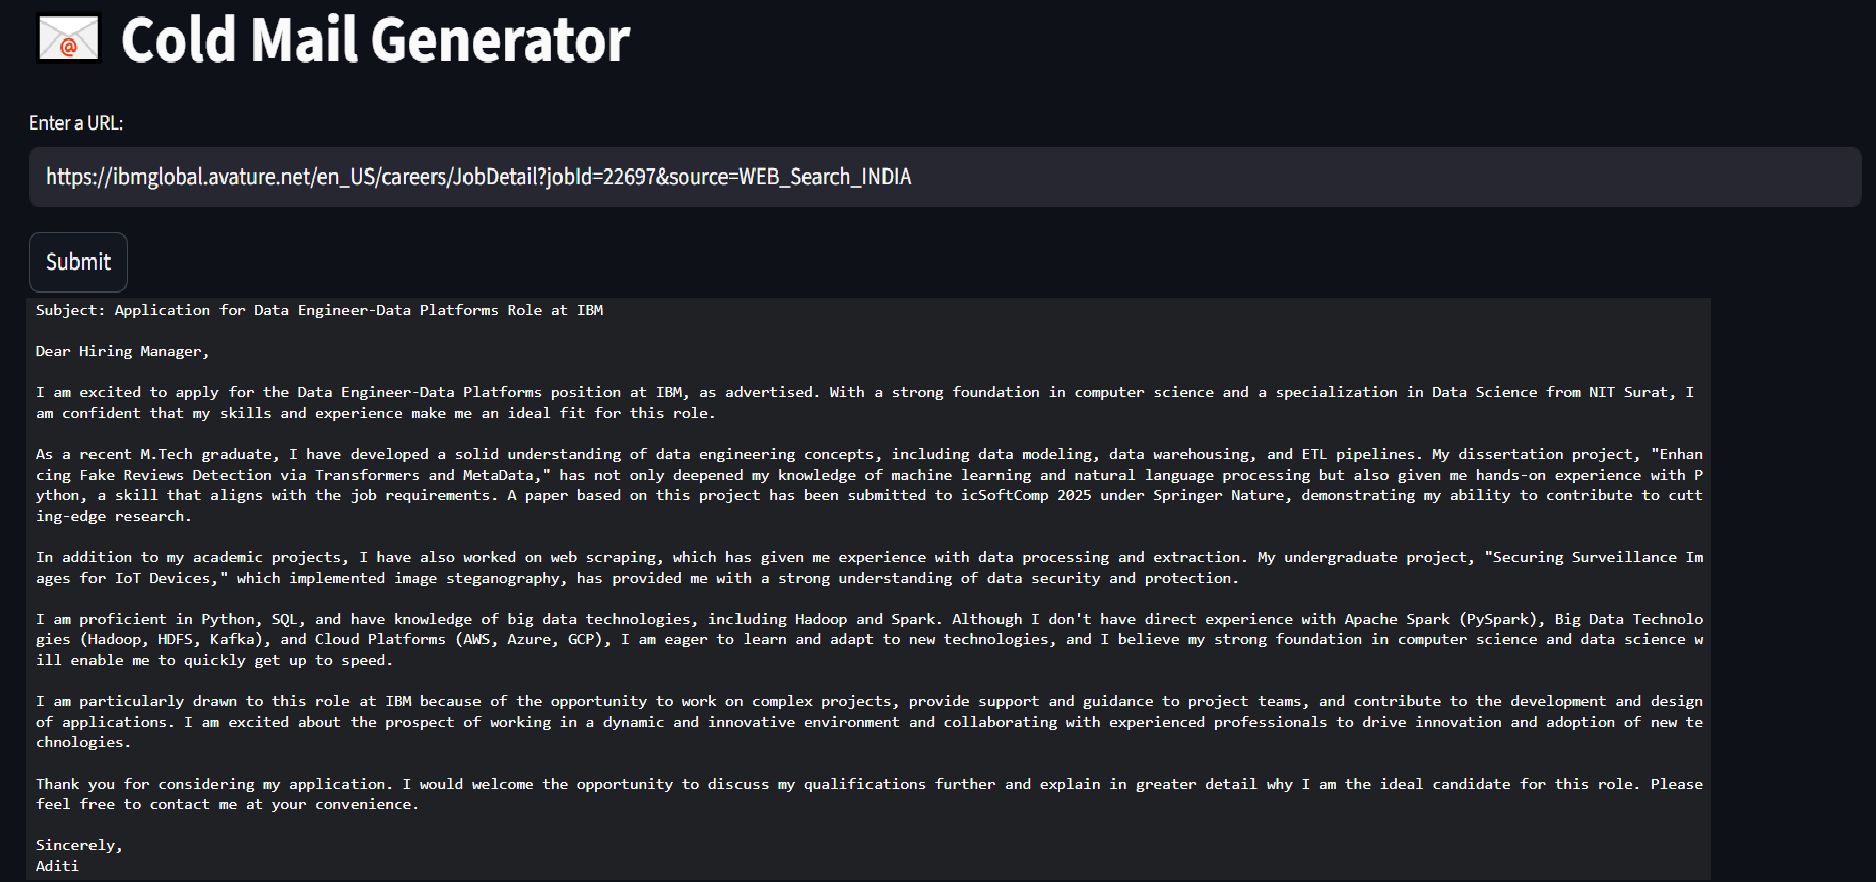 Cold Mail Generator
Enter a URL:
https://ibmglobal.avature.net/en_US/careers/JobDetail?jobId=22697&source=WEB_Search_INDIA
Submit
Subject: Application for Data Engineer-Data Platforms Role at IBM
Dear Hiring Manager,
I am excited to apply for the Data Engineer-Data Platforms position at IBM, as advertised. With a strong foundation in computer science and a specialization in Data Science from NIT Surat, I
am confident that my skills and experience make me an ideal fit for this role.
As a recent M.Tech graduate, I have developed a solid understanding of data engineering concepts, including data modeling, data warehousing, and ETL pipelines. My dissertation project, "Enhan
cing Fake Reviews Detection via Transformers and MetaData," has not only deepened my knowledge of machine learning and natural language processing but also given me hands-on experience with P
ython, a skill that aligns with the job requirements. A paper based on this project has been submitted to icSoftComp 2025 under Springer Nature, demonstrating my ability to contribute to cutt
ing-edge research.
In addition to my academic projects, I have also worked on web scraping, which has given me experience with data processing and extraction. My undergraduate project, "Securing Surveillance Im
ages for IoT Devices," which implemented image steganography, has provided me with a strong understanding of data security and protection.
I am proficient in Python, SQL, and have knowledge of big data technologies, including Hadoop and Spark. Although I don't have direct experience with Apache Spark (PySpark), Big Data Technolo
gies (Hadoop, HDFS, Kafka), and Cloud Platforms (AWS, Azure, GCP), I am eager to learn and adapt to new technologies, and I believe my strong foundation in computer science and data science w
ill enable me to quickly get up to speed.
I am particularly drawn to this role at IBM because of the opportunity to work on complex projects, provide support and guidance to project teams, and contribute to the development and design
of applications. I am excited about the prospect of working in a dynamic and innovative environment and collaborating with experienced professionals to drive innovation and adoption of new te
chnologies.
Thank you for considering my application. I would welcome the opportunity to discuss my qualifications further and explain in greater detail why I am the ideal candidate for this role. Please
feel free to contact me at your convenience.
Sincerely,
Aditi